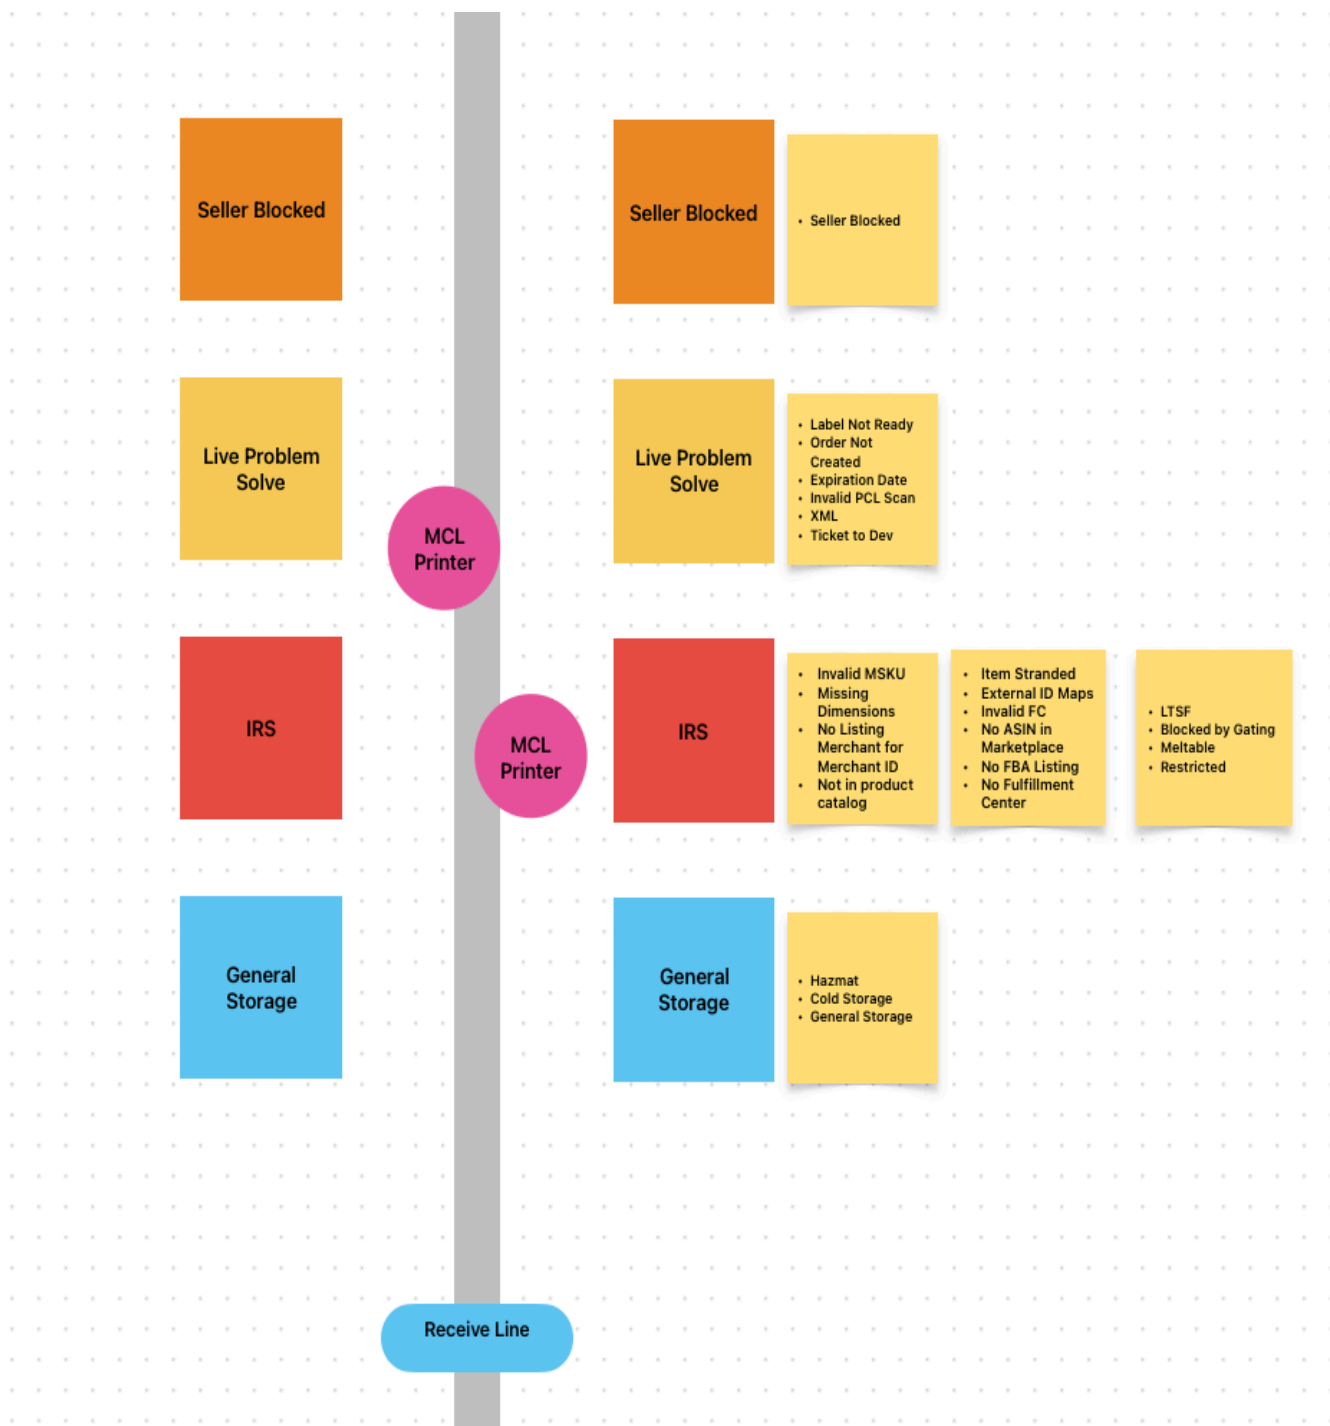 Seller Blocked
Seller Blocked
• Seller Blocked
Live Problem
Solve
Live Problem
Solve
• Label Not Ready
• Order Not
Created
• Expiration Date
• Invalid PCL Scan
• XML
• Ticket to Dev
MCL
Printer
IRS
MCL
Printer
IRS
• Invalid MSKU
• Missing
Dimensions
• No Listing
Merchant for
Merchant ID
• Not in product
catalog
• Item Stranded
• External ID Maps
• Invalid FC
• No ASIN in
Marketplace
• No FBA Listing
• No Fulfillment
Center
• LTSF
• Blocked by Gating
• Meltable
• Restricted
General
Storage
General
Storage
• Hazmat
• Cold Storage
• General Storage
Receive Line